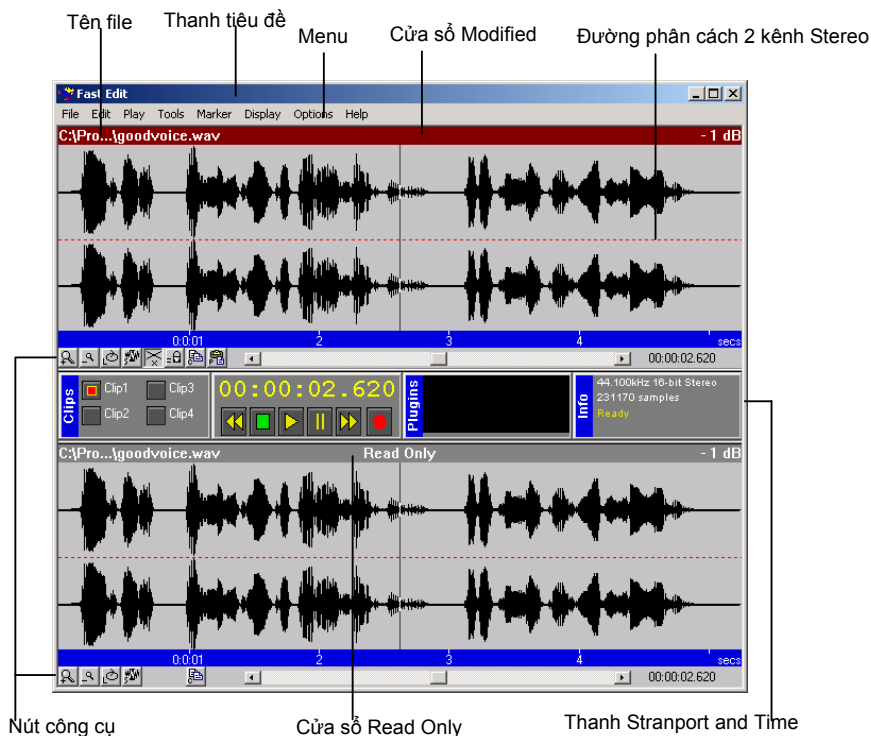 Tên file
Thanh tiêu đề
Menu
Cửa sổ Modified
Đường phân cách 2 kênh Stereo
Fast Edit
File Edit Play Tools Marker Display Options Help
C:\Pro...\goodvoice.wav - 1 dB
0:0:01 2 3 4 secs
00:00:02.620
Clips
Clip1 Clip3
Clip2 Clip4
00:00:02.620
Plugins
Info
44.100kHz 16-bit Stereo
231170 samples
Ready
C:\Pro...\goodvoice.wav Read Only - 1 dB
0:0:01 2 3 4 secs
00:00:02.620
Nút công cụ
Cửa sổ Read Only
Thanh Stranport and Time